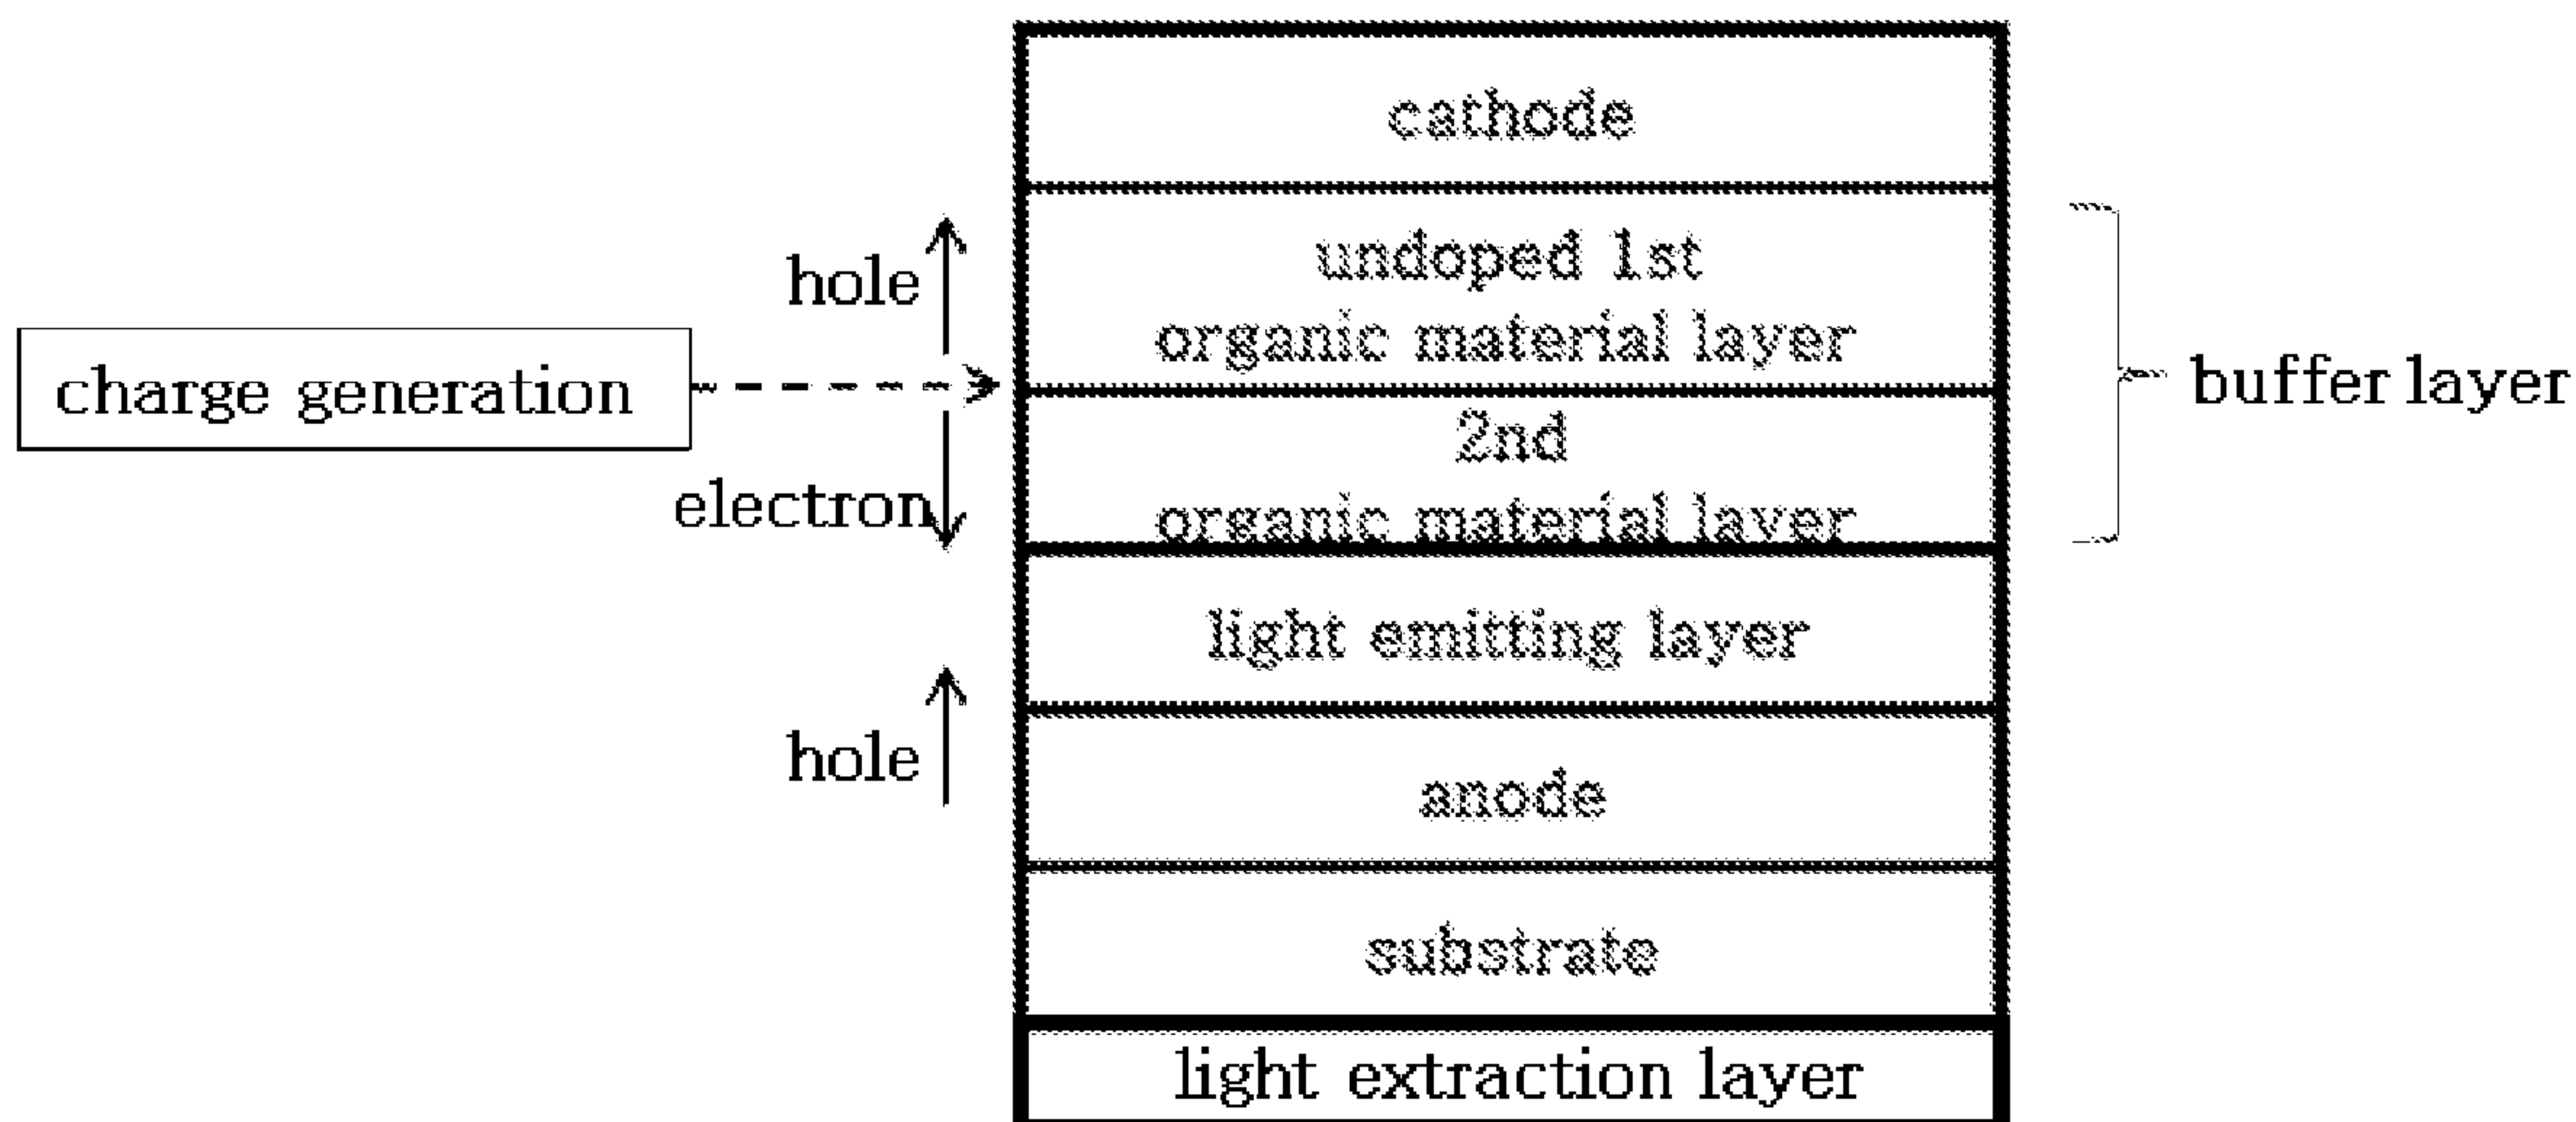 cathode
undoped 1st
organic material layer
hole
charge generation
buffer layer
2nd
organic material layer
electron
light emitting layer
hole
anode
substrate
light extraction layer